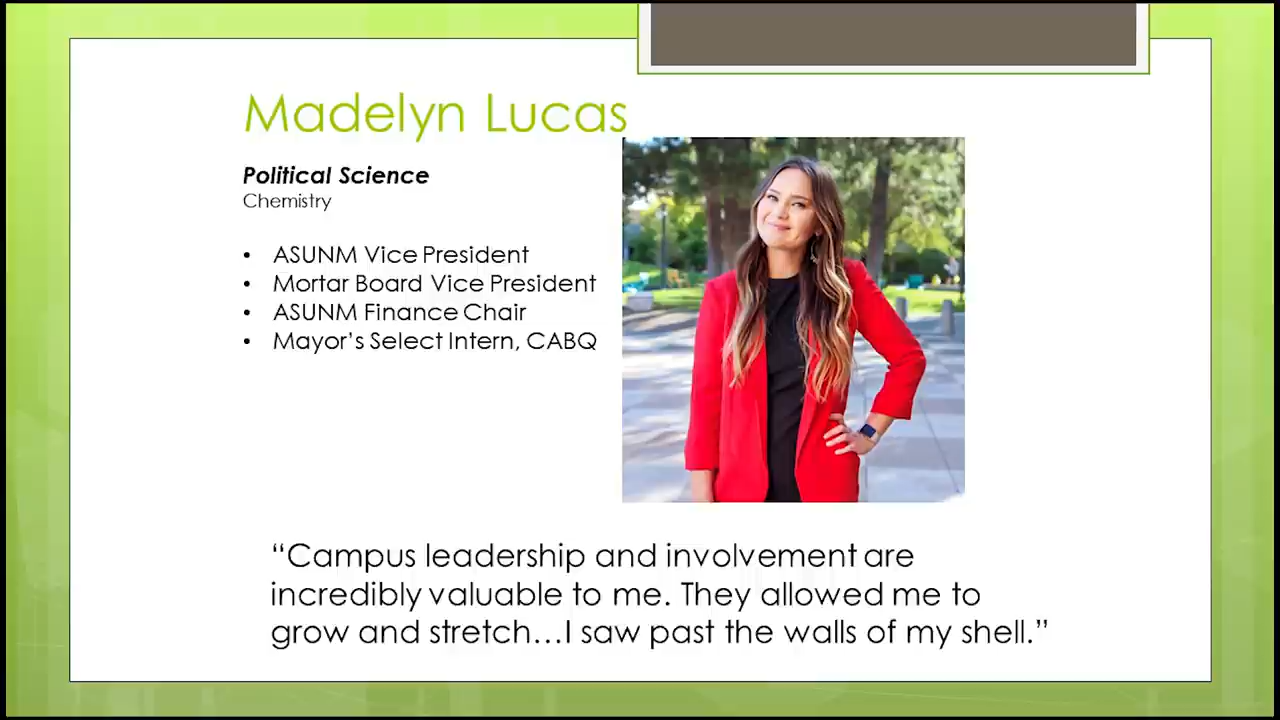 Madelyn Lucas
Political Science
Chemistry
• ASUNM Vice President
• Mortar Board Vice President
• ASUNM Finance Chair
• Mayor’s Select Intern, CABQ
“Campus leadership and involvement are
incredibly valuable to me. They allowed me to
grow and stretch…I saw past the walls of my shell.”